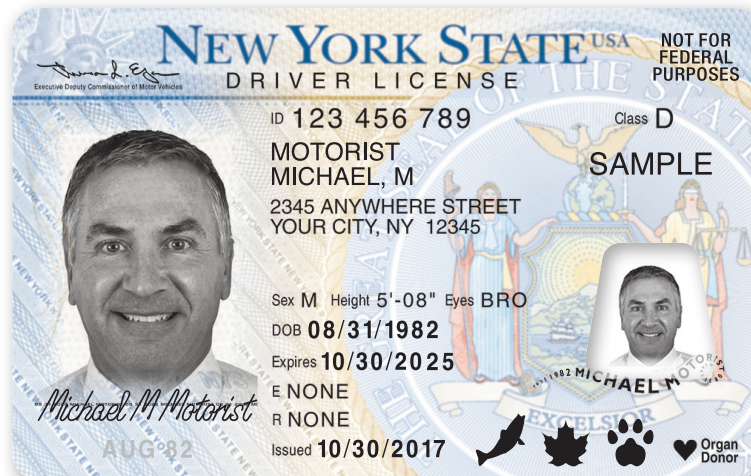 NEW YORK STATE USA
NOT FOR
FEDERAL
PURPOSES
DRIVER LICENSE
Executive Deputy Commissioner of Motor Vehicles
ID 123 456 789
Class D
MOTORIST
MICHAEL, M
SAMPLE
2345 ANYWHERE STREET
YOUR CITY, NY 12345
Sex M Height 5'-08" Eyes BRO
DOB 08/31/1982
Expires 10/30/2025
E NONE
R NONE
Issued 10/30/2017
Michael M Motorist
AUG 82
MICHAEL M MOTORIST
EXCELSIOR
Organ
Donor